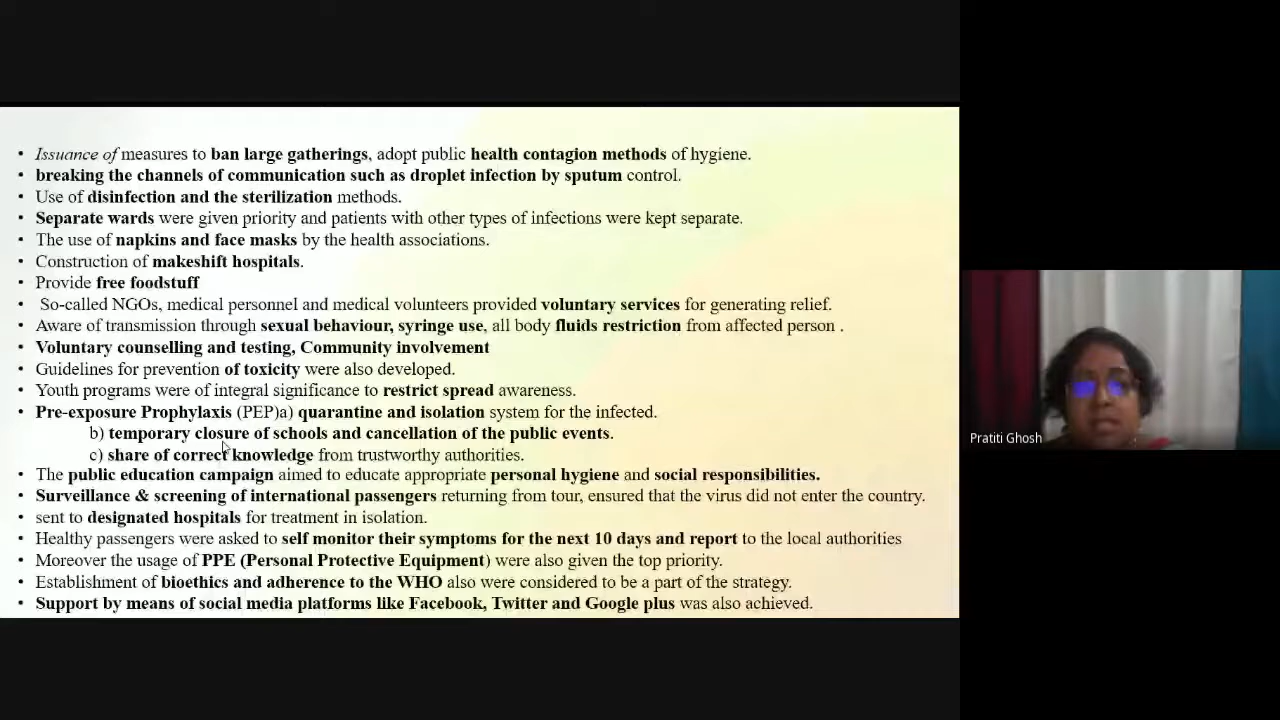 • Issuance of measures to ban large gatherings, adopt public health contagion methods of hygiene.
• breaking the channels of communication such as droplet infection by sputum control.
• Use of disinfection and the sterilization methods.
• Separate wards were given priority and patients with other types of infections were kept separate.
• The use of napkins and face masks by the health associations.
• Construction of makeshift hospitals.
• Provide free foodstuff
• So-called NGOs, medical personnel and medical volunteers provided voluntary services for generating relief.
• Aware of transmission through sexual behaviour, syringe use, all body fluids restriction from affected person .
• Voluntary counselling and testing, Community involvement
• Guidelines for prevention of toxicity were also developed.
• Youth programs were of integral significance to restrict spread awareness.
• Pre-exposure Prophylaxis (PEP)a) quarantine and isolation system for the infected.
b) temporary closure of schools and cancellation of the public events.
c) share of correct knowledge from trustworthy authorities.
• The public education campaign aimed to educate appropriate personal hygiene and social responsibilities.
• Surveillance & screening of international passengers returning from tour, ensured that the virus did not enter the country.
• sent to designated hospitals for treatment in isolation.
• Healthy passengers were asked to self monitor their symptoms for the next 10 days and report to the local authorities
• Moreover the usage of PPE (Personal Protective Equipment) were also given the top priority.
• Establishment of bioethics and adherence to the WHO also were considered to be a part of the strategy.
• Support by means of social media platforms like Facebook, Twitter and Google plus was also achieved.
Pratiti Ghosh